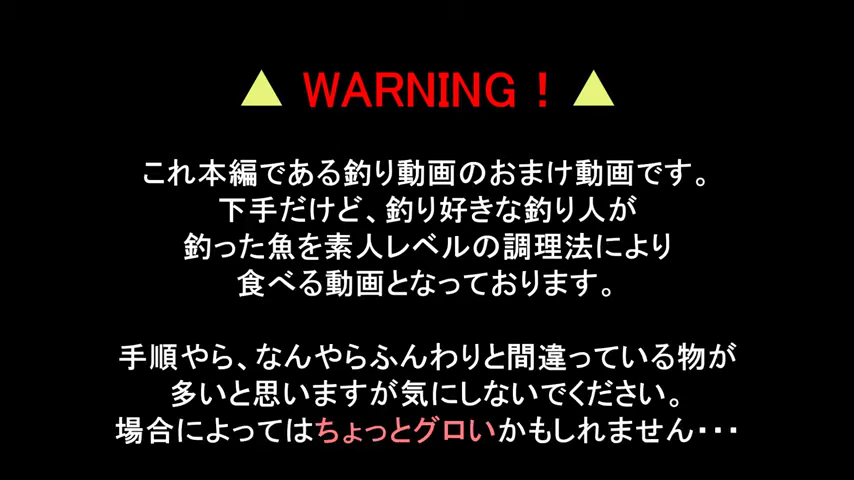 ▲ WARNING！ ▲
これ本編である釣り動画のおまけ動画です。
下手だけど、釣り好きな釣り人が
釣った魚を素人レベルの調理法により
食べる動画となっております。
手順やら、なんやらふんわりと間違っている物が
多いと思いますが気にしないでください。
場合によってはちょっとグロいかもしれません・・・